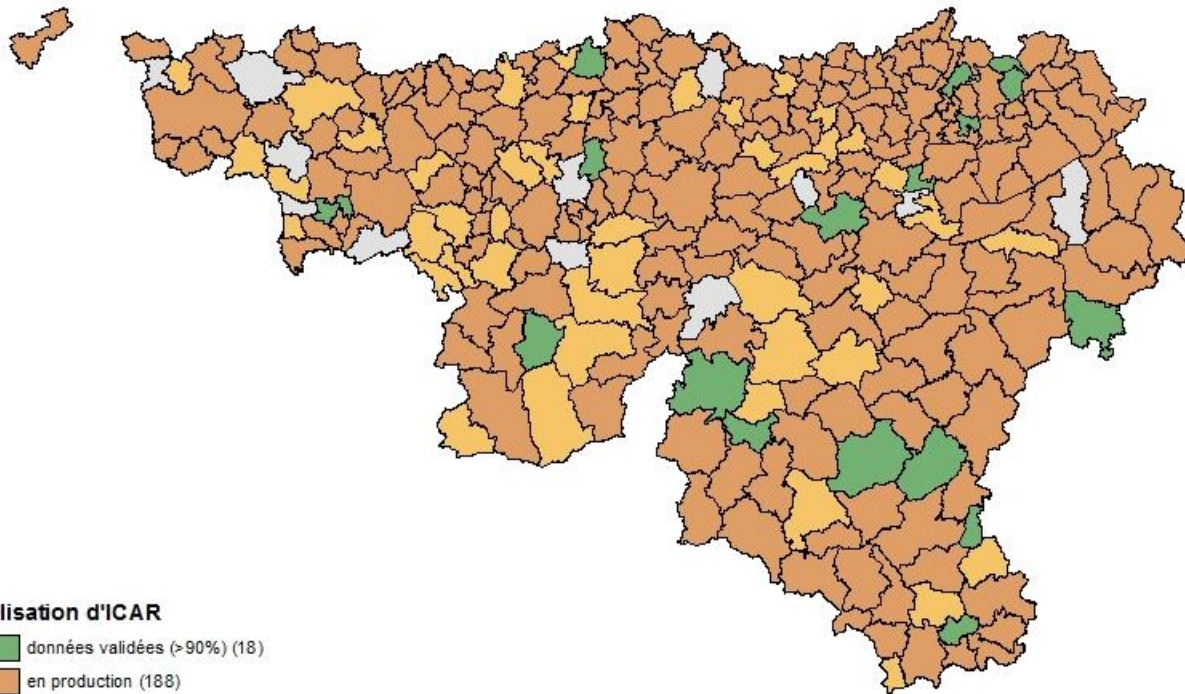 lisation d'ICAR
données validées (>90%) (18)
en production (188)